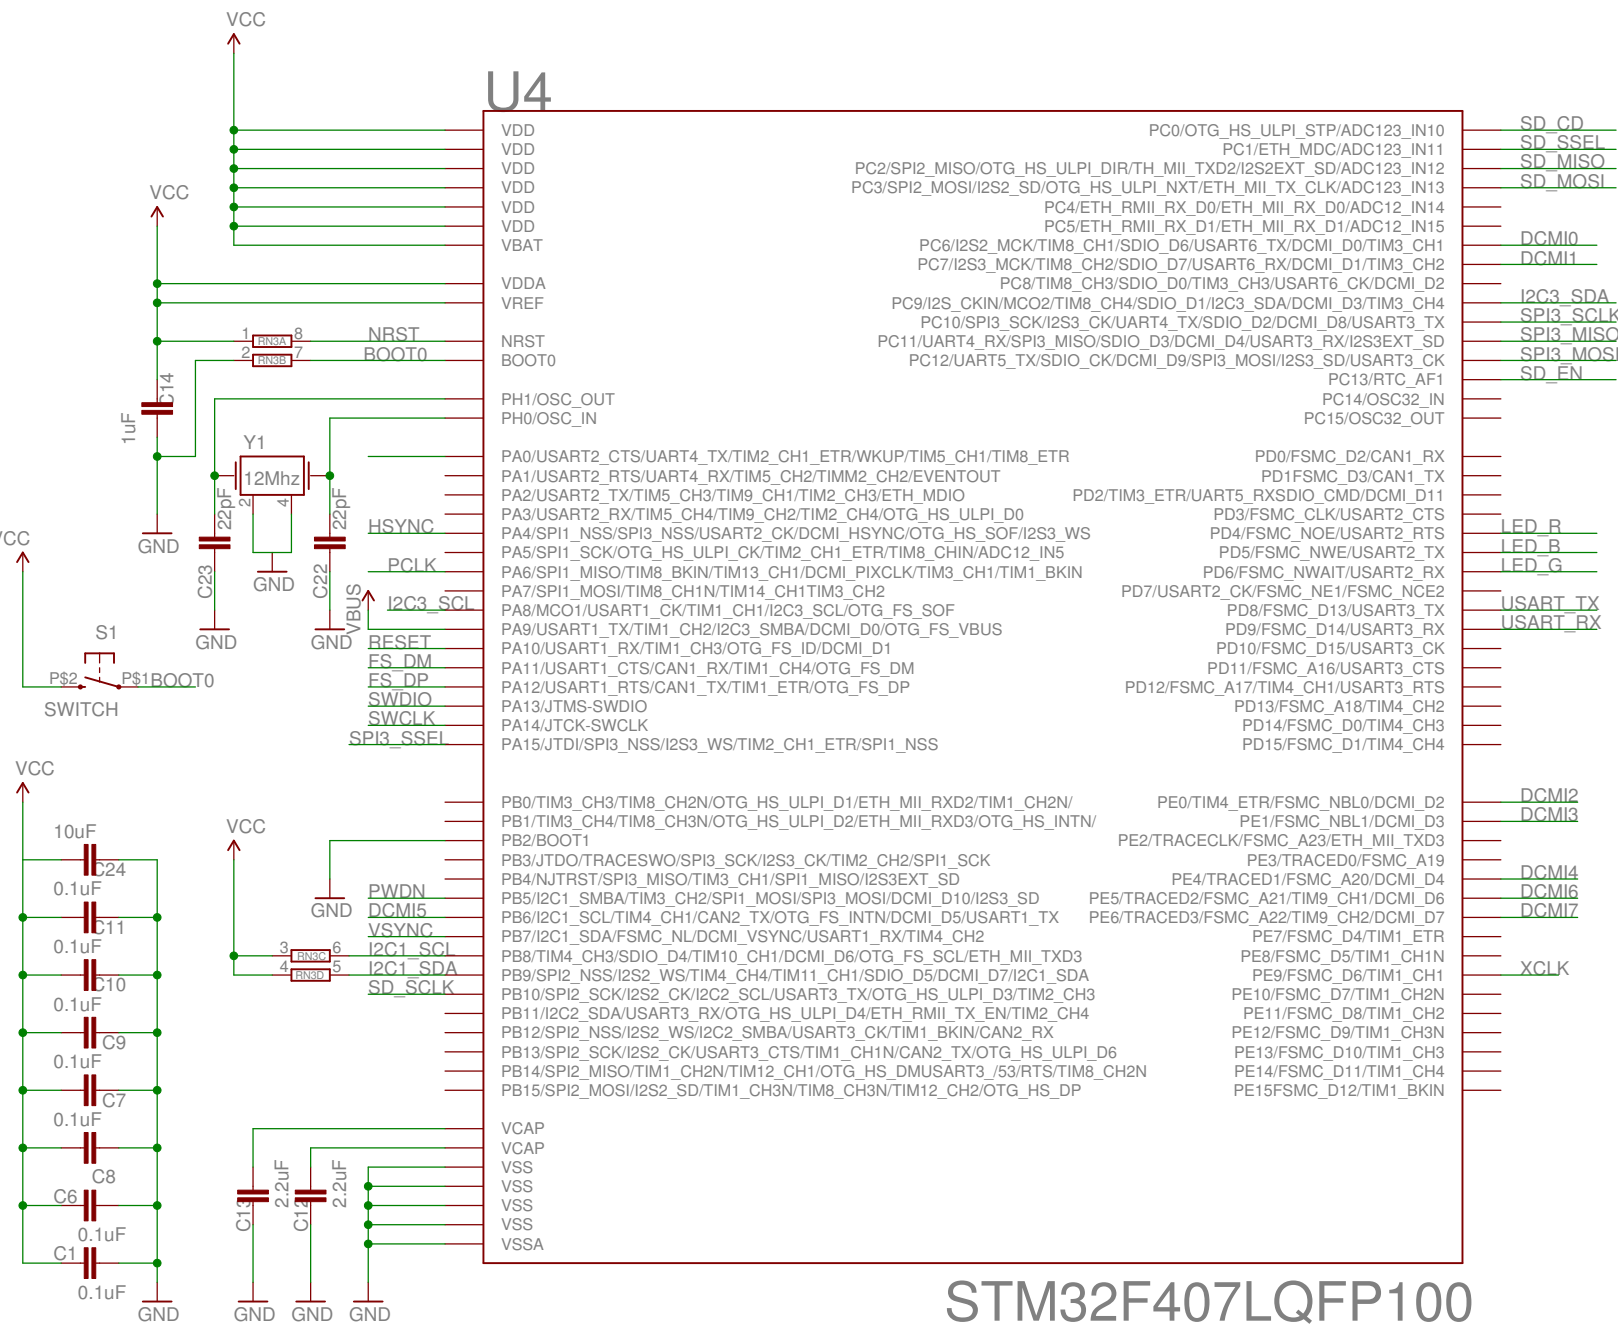 VCC
U4
VDD
VDD
VDD
VDD
VDD
VDD
VBAT
VCC
VDDA
VREF
1 RN3A 8 NRST
NRST
2 RN3B 7 BOOT0
BOOT0
C14
1uF
GND
PH1/OSC_OUT
PH0/OSC_IN
Y1
12Mhz
2 4
22pF
22pF
C23
C22
GND
GND
GND
VCC
S1
P$2 P$1 BOOT0
SWITCH
PA0/USART2_CTS/UART4_TX/TIM2_CH1_ETR/WKUP/TIM5_CH1/TIM8_ETR
PA1/USART2_RTS/UART4_RX/TIM5_CH2/TIMM2_CH2/EVENTOUT
PA2/USART2_TX/TIM5_CH3/TIM9_CH1/TIM2_CH3/ETH_MDIO
PA3/USART2_RX/TIM5_CH4/TIM9_CH2/TIM2_CH4/OTG_HS_ULPI_D0
HSYNC
PA4/SPI1_NSS/SPI3_NSS/USART2_CK/DCMI_HSYNC/OTG_HS_SOF/I2S3_WS
PA5/SPI1_SCK/OTG_HS_ULPI_CK/TIM2_CH1_ETR/TIM8_CHIN/ADC12_IN5
PCLK
PA6/SPI1_MISO/TIM8_BKIN/TIM13_CH1/DCMI_PIXCLK/TIM3_CH1/TIM1_BKIN
PA7/SPI1_MOSI/TIM8_CH1N/TIM14_CH1TIM3_CH2
I2C3_SCL
PA8/MCO1/USART1_CK/TIM1_CH1/I2C3_SCL/OTG_FS_SOF
VBUS
PA9/USART1_TX/TIM1_CH2/I2C3_SMBA/DCMI_D0/OTG_FS_VBUS
RESET
PA10/USART1_RX/TIM1_CH3/OTG_FS_ID/DCMI_D1
FS_DM
PA11/USART1_CTS/CAN1_RX/TIM1_CH4/OTG_FS_DM
FS_DP
PA12/USART1_RTS/CAN1_TX/TIM1_ETR/OTG_FS_DP
SWDIO
PA13/JTMS-SWDIO
SWCLK
PA14/JTCK-SWCLK
SPI3_SSEL
PA15/JTDI/SPI3_NSS/I2S3_WS/TIM2_CH1_ETR/SPI1_NSS
PB0/TIM3_CH3/TIM8_CH2N/OTG_HS_ULPI_D1/ETH_MII_RXD2/TIM1_CH2N/
PB1/TIM3_CH4/TIM8_CH3N/OTG_HS_ULPI_D2/ETH_MII_RXD3/OTG_HS_INTN/
PB2/BOOT1
GND
PB3/JTDO/TRACESWO/SPI3_SCK/I2S3_CK/TIM2_CH2/SPI1_SCK
PB4/NJTRST/SPI3_MISO/TIM3_CH1/SPI1_MISO/I2S3EXT_SD
PWDN
PB5/I2C1_SMBA/TIM3_CH2/SPI1_MOSI/SPI3_MOSI/DCMI_D10/I2S3_SD
DCMI5
PB6/I2C1_SCL/TIM4_CH1/CAN2_TX/OTG_FS_INTN/DCMI_D5/USART1_TX
VSYNC
PB7/I2C1_SDA/FSMC_NL/DCMI_VSYNC/USART1_RX/TIM4_CH2
VCC
3 RN3C 6 I2C1_SCL
PB8/TIM4_CH3/SDIO_D4/TIM10_CH1/DCMI_D6/OTG_FS_SCL/ETH_MII_TXD3
4 RN3D 5 I2C1_SDA
PB9/SPI2_NSS/I2S2_WS/TIM4_CH4/TIM11_CH1/SDIO_D5/DCMI_D7/I2C1_SDA
SD_SCLK
PB10/SPI2_SCK/I2S2_CK/I2C2_SCL/USART3_TX/OTG_HS_ULPI_D3/TIM2_CH3
PB11/I2C2_SDA/USART3_RX/OTG_HS_ULPI_D4/ETH_RMII_TX_EN/TIM2_CH4
PB12/SPI2_NSS/I2S2_WS/I2C2_SMBA/USART3_CK/TIM1_BKIN/CAN2_RX
PB13/SPI2_SCK/I2S2_CK/USART3_CTS/TIM1_CH1N/CAN2_TX/OTG_HS_ULPI_D6
PB14/SPI2_MISO/TIM1_CH2N/TIM12_CH1/OTG_HS_DMUSART3_/53/RTS/TIM8_CH2N
PB15/SPI2_MOSI/I2S2_SD/TIM1_CH3N/TIM8_CH3N/TIM12_CH2/OTG_HS_DP
VCAP
VCAP
VSS
VSS
VSS
VSS
VSSA
C13
2.2uF
C12
2.2uF
GND
GND
GND
VCC
10uF
C24
0.1uF
C11
0.1uF
C10
0.1uF
C9
0.1uF
C7
0.1uF
C8
C6
0.1uF
C1
0.1uF
GND
PC0/OTG_HS_ULPI_STP/ADC123_IN10 SD_CD
PC1/ETH_MDC/ADC123_IN11 SD_SSEL
PC2/SPI2_MISO/OTG_HS_ULPI_DIR/TH_MII_TXD2/I2S2EXT_SD/ADC123_IN12 SD_MISO
PC3/SPI2_MOSI/I2S2_SD/OTG_HS_ULPI_NXT/ETH_MII_TX_CLK/ADC123_IN13 SD_MOSI
PC4/ETH_RMII_RX_D0/ETH_MII_RX_D0/ADC12_IN14
PC5/ETH_RMII_RX_D1/ETH_MII_RX_D1/ADC12_IN15
PC6/I2S2_MCK/TIM8_CH1/SDIO_D6/USART6_TX/DCMI_D0/TIM3_CH1 DCMI0
PC7/I2S3_MCK/TIM8_CH2/SDIO_D7/USART6_RX/DCMI_D1/TIM3_CH2 DCMI1
PC8/TIM8_CH3/SDIO_D0/TIM3_CH3/USART6_CK/DCMI_D2
PC9/I2S_CKIN/MCO2/TIM8_CH4/SDIO_D1/I2C3_SDA/DCMI_D3/TIM3_CH4 I2C3_SDA
PC10/SPI3_SCK/I2S3_CK/UART4_TX/SDIO_D2/DCMI_D8/USART3_TX SPI3_SCLK
PC11/UART4_RX/SPI3_MISO/SDIO_D3/DCMI_D4/USART3_RX/I2S3EXT_SD SPI3_MISO
PC12/UART5_TX/SDIO_CK/DCMI_D9/SPI3_MOSI/I2S3_SD/USART3_CK SPI3_MOSI
PC13/RTC_AF1 SD_EN
PC14/OSC32_IN
PC15/OSC32_OUT
PD0/FSMC_D2/CAN1_RX
PD1FSMC_D3/CAN1_TX
PD2/TIM3_ETR/UART5_RXSDIO_CMD/DCMI_D11
PD3/FSMC_CLK/USART2_CTS
PD4/FSMC_NOE/USART2_RTS LED_R
PD5/FSMC_NWE/USART2_TX LED_B
PD6/FSMC_NWAIT/USART2_RX LED_G
PD7/USART2_CK/FSMC_NE1/FSMC_NCE2
PD8/FSMC_D13/USART3_TX USART_TX
PD9/FSMC_D14/USART3_RX USART_RX
PD10/FSMC_D15/USART3_CK
PD11/FSMC_A16/USART3_CTS
PD12/FSMC_A17/TIM4_CH1/USART3_RTS
PD13/FSMC_A18/TIM4_CH2
PD14/FSMC_D0/TIM4_CH3
PD15/FSMC_D1/TIM4_CH4
PE0/TIM4_ETR/FSMC_NBL0/DCMI_D2 DCMI2
PE1/FSMC_NBL1/DCMI_D3 DCMI3
PE2/TRACECLK/FSMC_A23/ETH_MII_TXD3
PE3/TRACED0/FSMC_A19
PE4/TRACED1/FSMC_A20/DCMI_D4 DCMI4
PE5/TRACED2/FSMC_A21/TIM9_CH1/DCMI_D6 DCMI6
PE6/TRACED3/FSMC_A22/TIM9_CH2/DCMI_D7 DCMI7
PE7/FSMC_D4/TIM1_ETR
PE8/FSMC_D5/TIM1_CH1N
PE9/FSMC_D6/TIM1_CH1 XCLK
PE10/FSMC_D7/TIM1_CH2N
PE11/FSMC_D8/TIM1_CH2
PE12/FSMC_D9/TIM1_CH3N
PE13/FSMC_D10/TIM1_CH3
PE14/FSMC_D11/TIM1_CH4
PE15FSMC_D12/TIM1_BKIN
STM32F407LQFP100